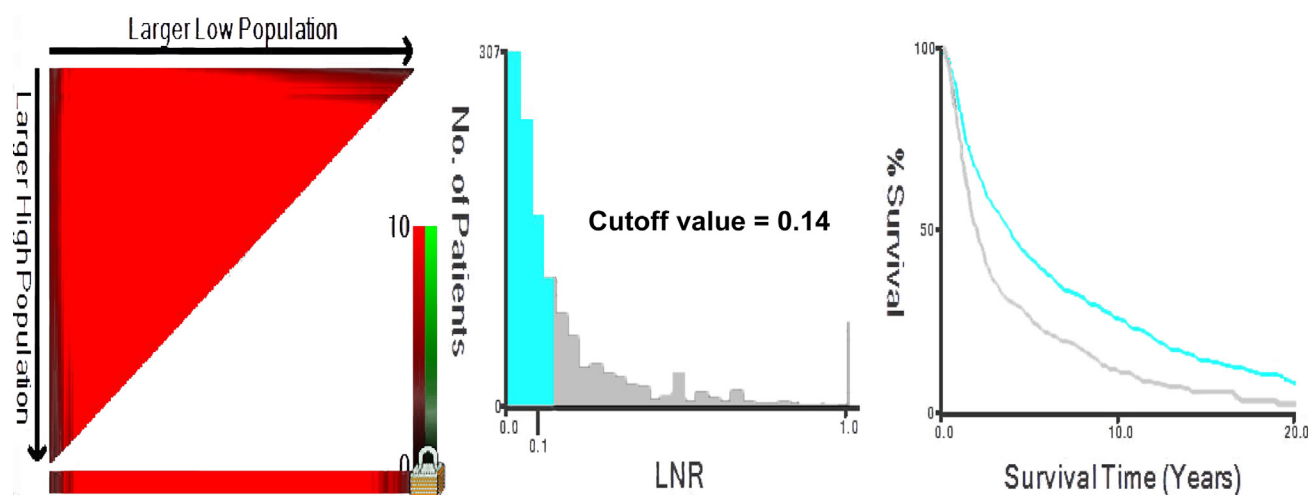 Larger Low Population
Larger High Population
10
0
307
No. of Patients
0
0.0
0.1
1.0
LNR
Cutoff value = 0.14
100
% Survival
50
0
0.0
10.0
20.0
Survival Time (Years)